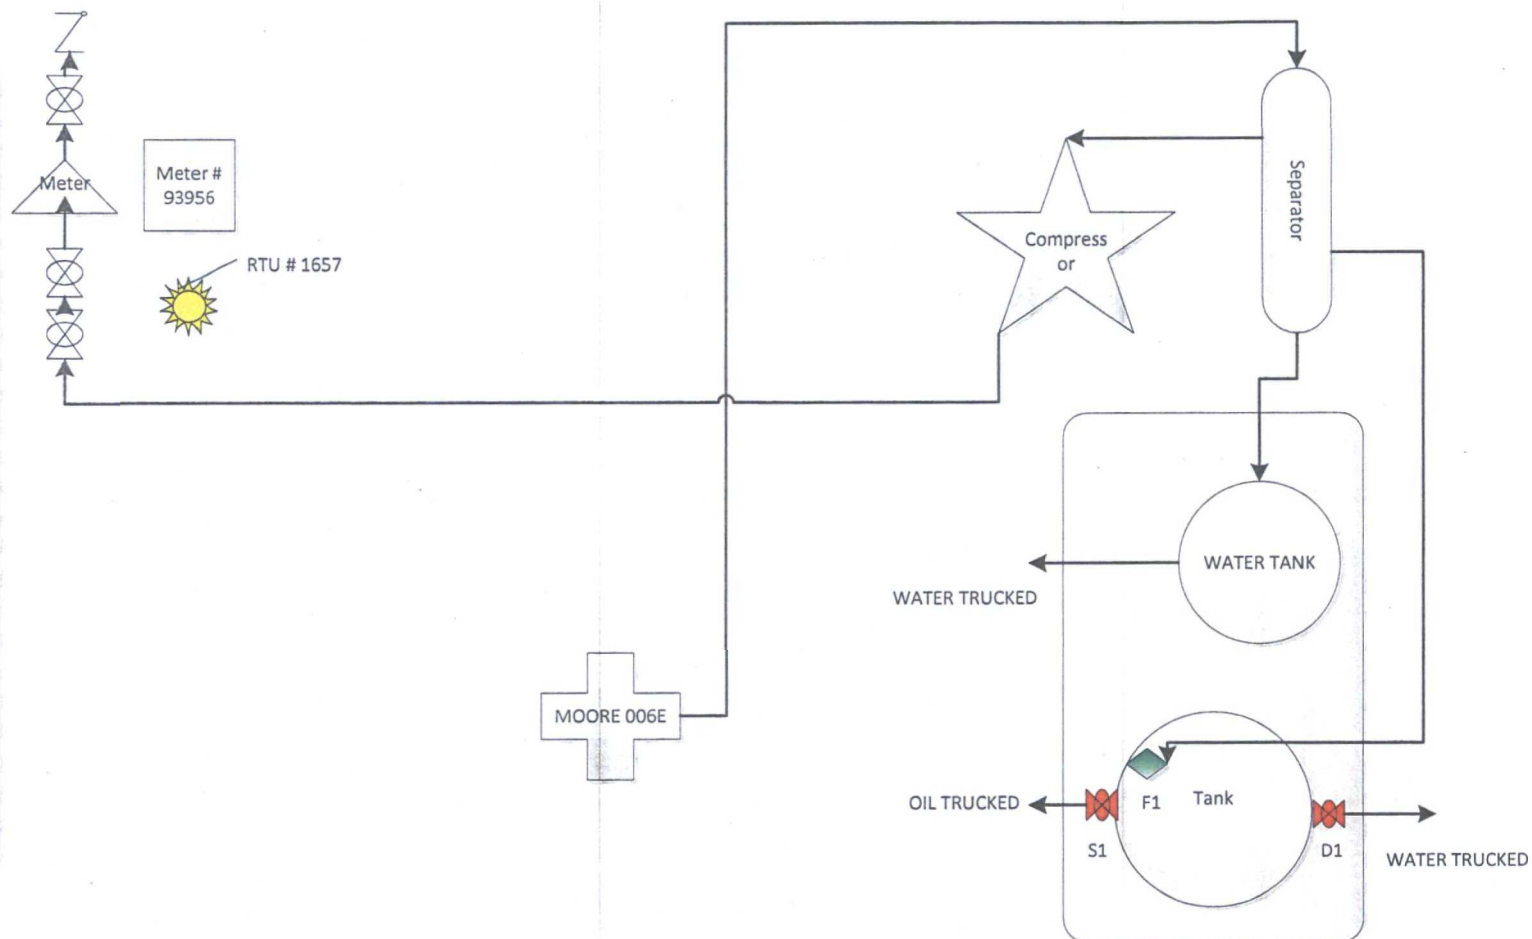 Meter
Meter #
93956
RTU # 1657
Compress
or
Separator
WATER TANK
WATER TRUCKED
MOORE 006E
OIL TRUCKED
F1
Tank
S1
D1
WATER TRUCKED